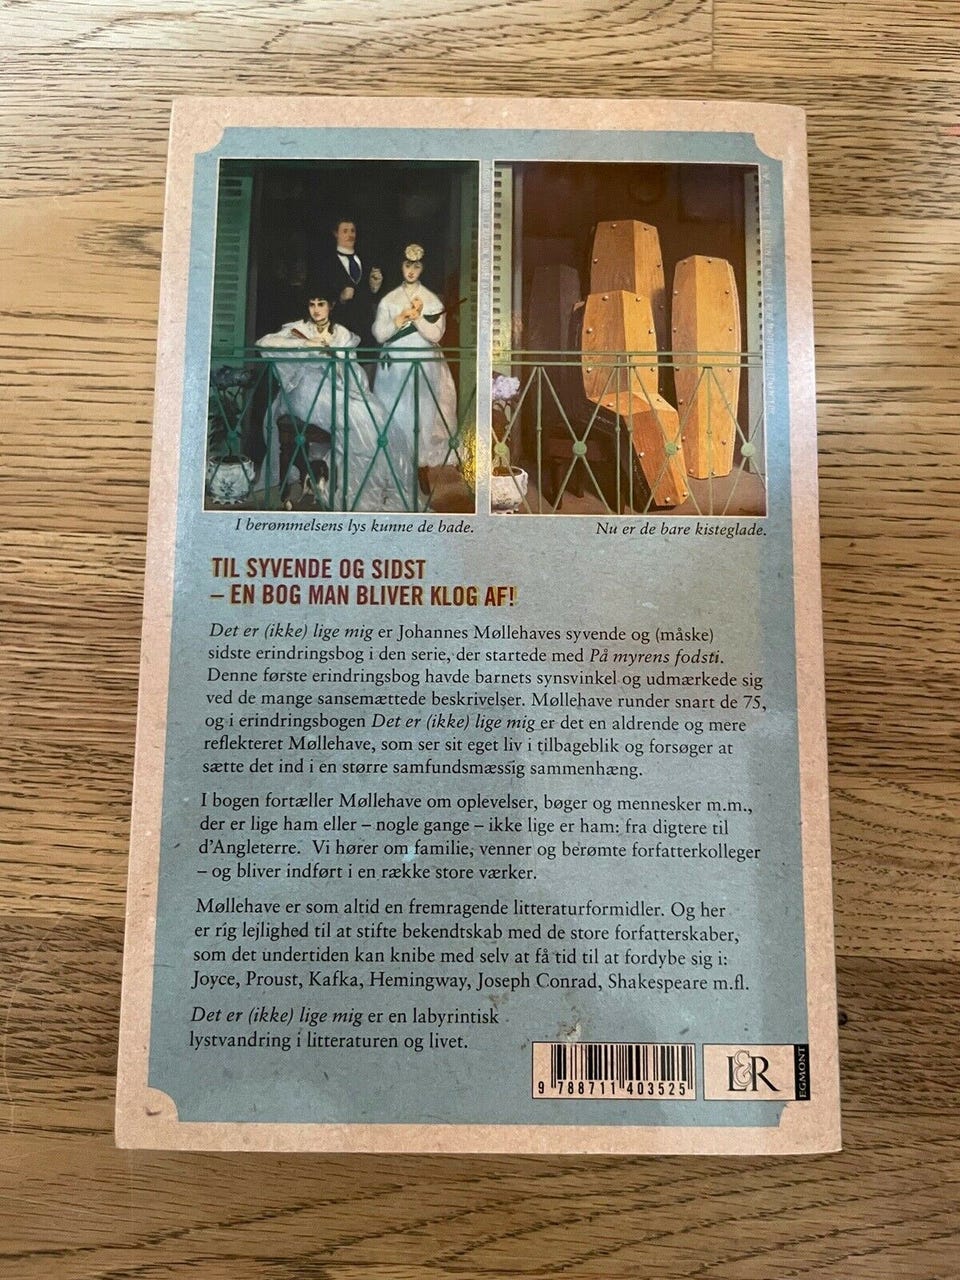 I berømmelsens lys kunne de bade.
Nu er de bare kisteglade.
TIL SYVENDE OG SIDST
– EN BOG MAN BLIVER KLOG AF!
Det er (ikke) lige mig er Johannes Møllehaves syvende og (måske)
sidste erindringsbog i den serie, der startede med På myrens fodsti.
Denne første erindringsbog havde barnets synsvinkel og udmærkede sig
ved de mange sansemættede beskrivelser. Møllehave runder snart de 75,
og i erindringsbogen Det er (ikke) lige mig er det en aldrende og mere
reflekteret Møllehave, som ser sit eget liv i tilbageblik og forsøger at
sætte det ind i en større samfundsmæssig sammenhæng.
I bogen fortæller Møllehave om oplevelser, bøger og mennesker m.m.,
der er lige ham eller – nogle gange – ikke lige er ham: fra digtere til
d'Angleterre. Vi hører om familie, venner og berømte forfatterkolleger
– og bliver indført i en række store værker.
Møllehave er som altid en fremragende litteraturformidler. Og her
er rig lejlighed til at stifte bekendtskab med de store forfatterskaber,
som det undertiden kan knibe med selv at få tid til at fordybe sig i:
Joyce, Proust, Kafka, Hemingway, Joseph Conrad, Shakespeare m.fl.
Det er (ikke) lige mig er en labyrintisk
lystvandring i litteraturen og livet.
9 788711 403525
L&R
EGMONT